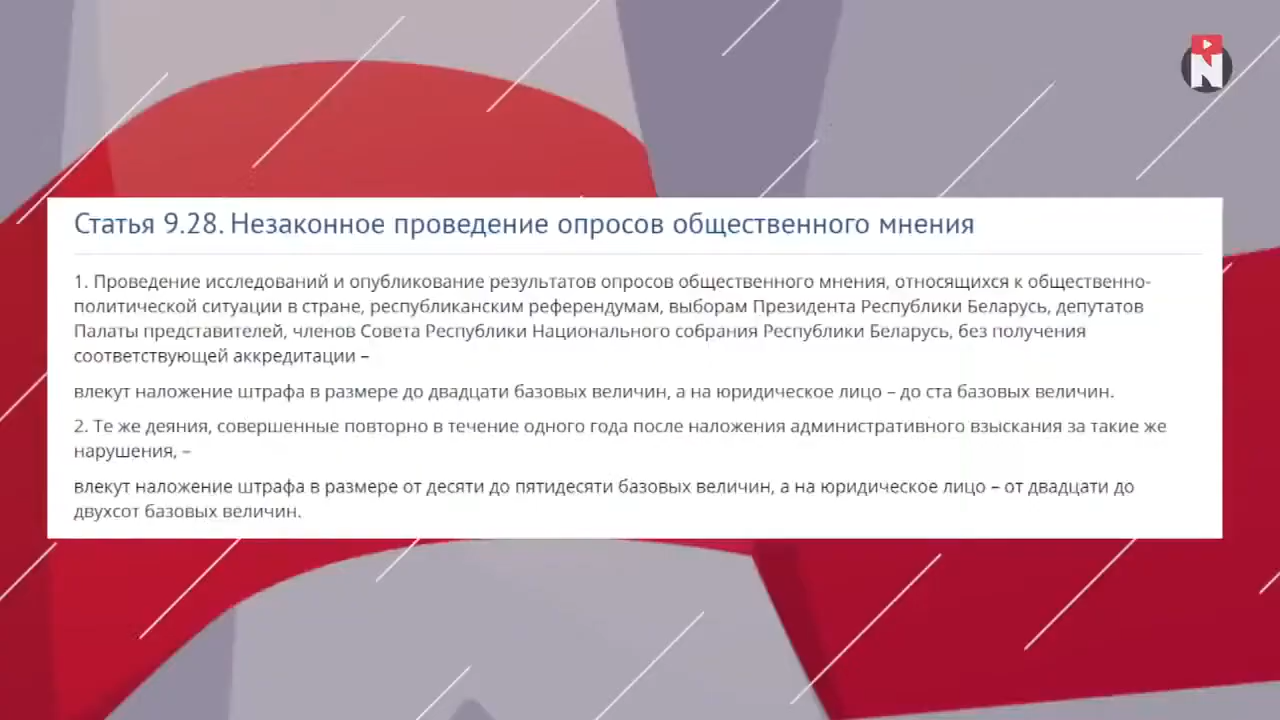 N
Статья 9.28. Незаконное проведение опросов общественного мнения
1. Проведение исследований и опубликование результатов опросов общественного мнения, относящихся к общественно-
политической ситуации в стране, республиканским референдумам, выборам Президента Республики Беларусь, депутатов
Палаты представителей, членов Совета Республики Национального собрания Республики Беларусь, без получения
соответствующей аккредитации –
влекут наложение штрафа в размере до двадцати базовых величин, а на юридическое лицо – до ста базовых величин.
2. Те же деяния, совершенные повторно в течение одного года после наложения административного взыскания за такие же
нарушения, –
влекут наложение штрафа в размере от десяти до пятидесяти базовых величин, а на юридическое лицо – от двадцати до
двухсот базовых величин.